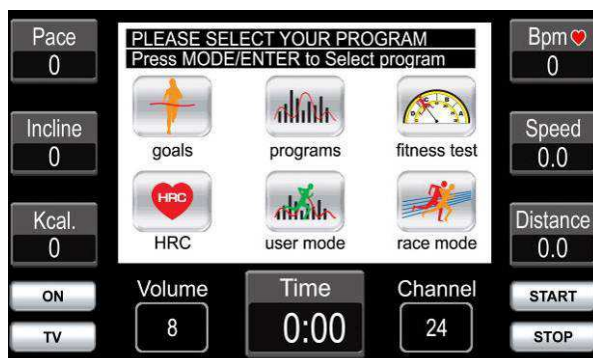 Pace
0
PLEASE SELECT YOUR PROGRAM
Press MODE/ENTER to Select program
Bpm
0
Incline
0
goals
programs
fitness test
Speed
0.0
Kcal.
0
HRC
HRC
user mode
race mode
Distance
0.0
ON
TV
Volume
8
Time
0:00
Channel
24
START
STOP